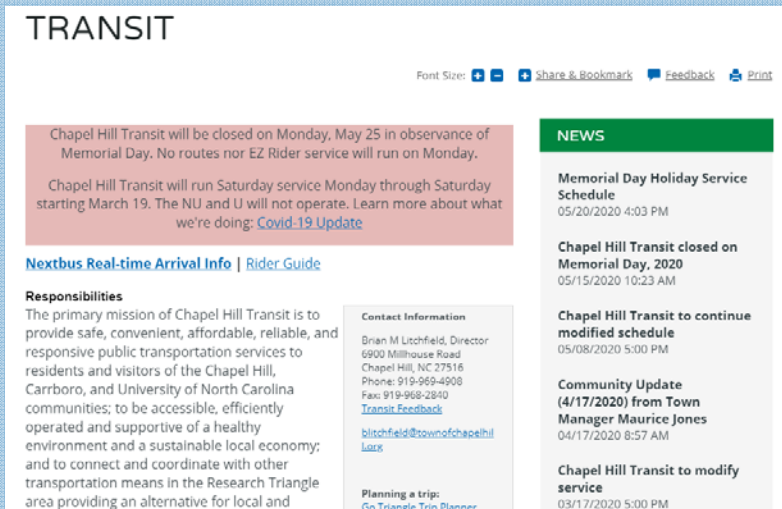 TRANSIT
Font Size:
Share & Bookmark
Feedback
Print
Chapel Hill Transit will be closed on Monday, May 25 in observance of
Memorial Day. No routes nor EZ Rider service will run on Monday.
Chapel Hill Transit will run Saturday service Monday through Saturday
starting March 19. The NU and U will not operate. Learn more about what
we're doing: Covid-19 Update
Nextbus Real-time Arrival Info | Rider Guide
Responsibilities
The primary mission of Chapel Hill Transit is to
provide safe, convenient, affordable, reliable, and
responsive public transportation services to
residents and visitors of the Chapel Hill,
Carrboro, and University of North Carolina
communities; to be accessible, efficiently
operated and supportive of a healthy
environment and a sustainable local economy;
and to connect and coordinate with other
transportation means in the Research Triangle
area providing an alternative for local and
Contact Information
Brian M Litchfield, Director
6900 Millhouse Road
Chapel Hill, NC 27516
Phone: 919-969-4908
Fax: 919-968-2840
Transit Feedback
blitchfield@townofchapelhil
l.org
Planning a trip:
Go Triangle Trip Planner
NEWS
Memorial Day Holiday Service
Schedule
05/20/2020 4:03 PM
Chapel Hill Transit closed on
Memorial Day, 2020
05/15/2020 10:23 AM
Chapel Hill Transit to continue
modified schedule
05/08/2020 5:00 PM
Community Update
(4/17/2020) from Town
Manager Maurice Jones
04/17/2020 8:57 AM
Chapel Hill Transit to modify
service
03/17/2020 5:00 PM